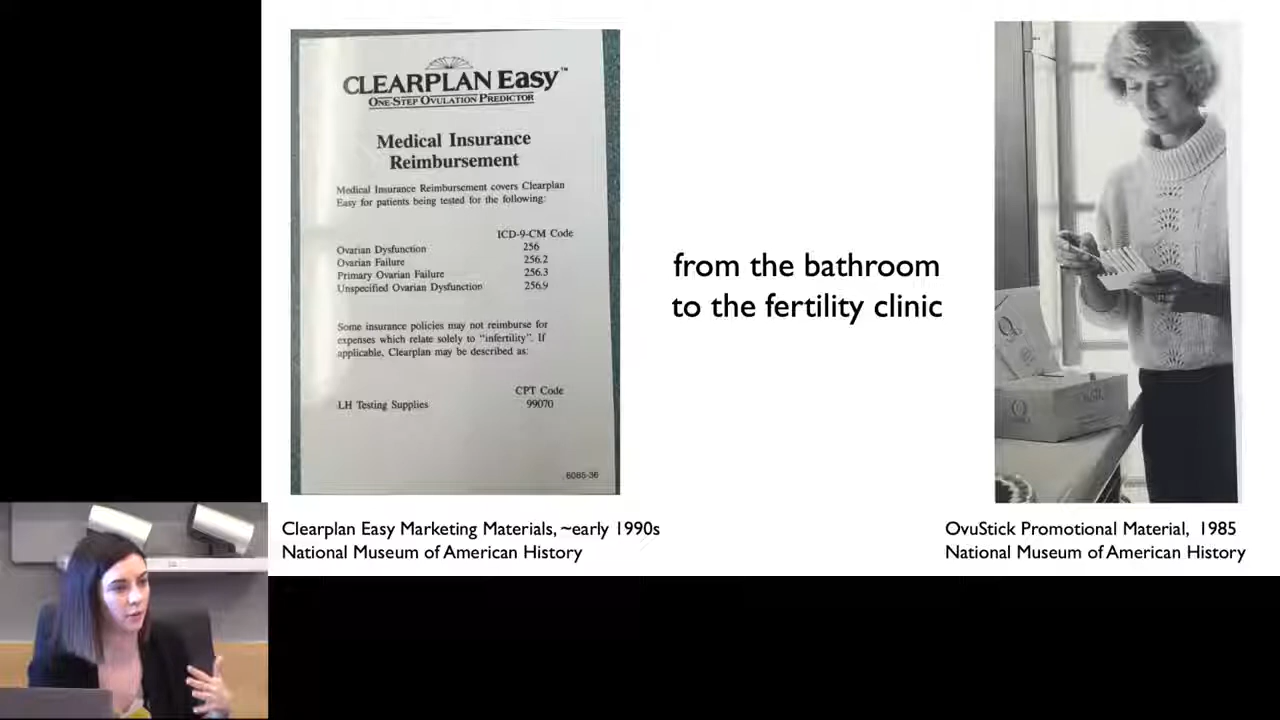 CLEARPLAN Easy™
ONE-STEP OVULATION PREDICTOR
Medical Insurance
Reimbursement
Medical Insurance Reimbursement covers Clearplan
Easy for patients being tested for the following:
ICD-9-CM Code
Ovarian Dysfunction 256
Ovarian Failure 256.2
Primary Ovarian Failure 256.3
Unspecified Ovarian Dysfunction 256.9
Some insurance policies may not reimburse for
expenses which relate solely to “infertility”. If
applicable, Clearplan may be described as:
CPT Code
LH Testing Supplies 99070
6085-36
from the bathroom
to the fertility clinic
Clearplan Easy Marketing Materials, ~early 1990s
National Museum of American History
OvuStick Promotional Material, 1985
National Museum of American History